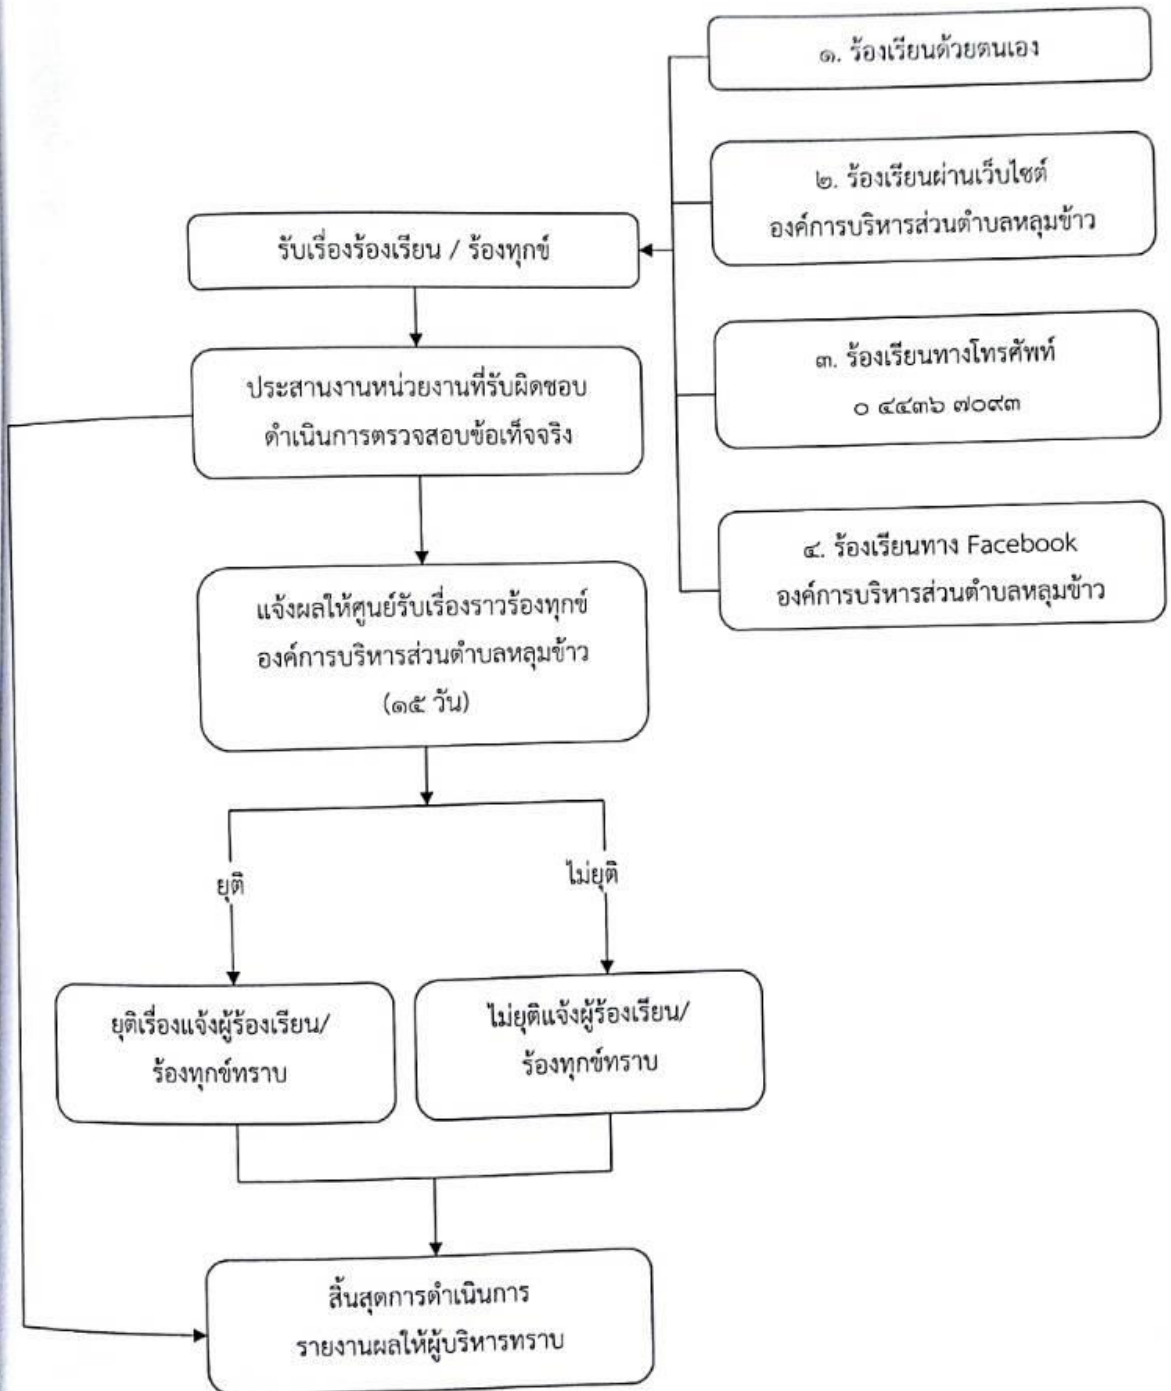 ๑. ร้องเรียนด้วยตนเอง
๒. ร้องเรียนผ่านเว็บไซต์
องค์การบริหารส่วนตำบลหลุมข้าว
รับเรื่องร้องเรียน / ร้องทุกข์
๓. ร้องเรียนทางโทรศัพท์
๐ ๔๔๓๖ ๗๐๙๓
ประสานงานหน่วยงานที่รับผิดชอบ
ดำเนินการตรวจสอบข้อเท็จจริง
๔. ร้องเรียนทาง Facebook
องค์การบริหารส่วนตำบลหลุมข้าว
แจ้งผลให้ศูนย์รับเรื่องราวร้องทุกข์
องค์การบริหารส่วนตำบลหลุมข้าว
(๑๕ วัน)
ยุติ
ไม่ยุติ
ยุติเรื่องแจ้งผู้ร้องเรียน/
ร้องทุกข์ทราบ
ไม่ยุติแจ้งผู้ร้องเรียน/
ร้องทุกข์ทราบ
สิ้นสุดการดำเนินการ
รายงานผลให้ผู้บริหารทราบ